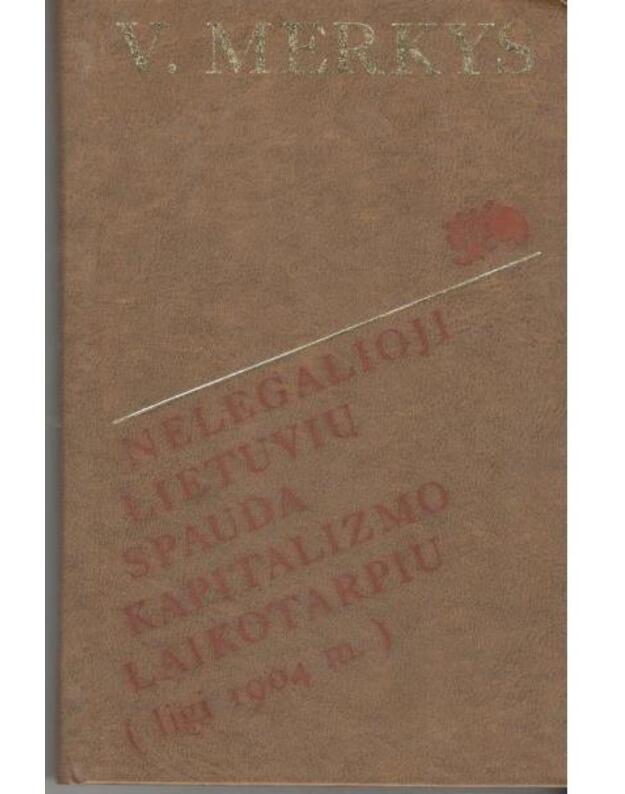 V. MERKYS
NELEGALIOJI
LIETUVIŲ
SPAUDA
KAPITALIZMO
LAIKOTARPIU
( ligi 1904 m. )